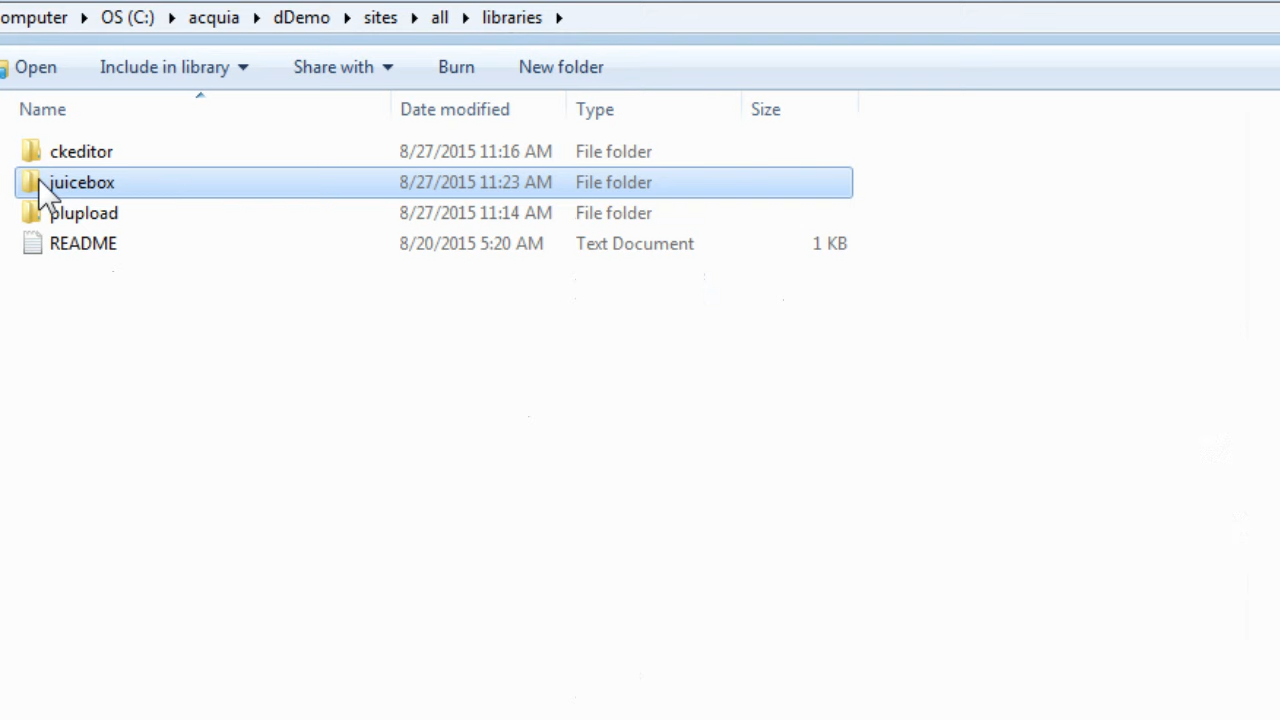 omputer ▸ OS (C:) ▸ acquia ▸ dDemo ▸ sites ▸ all ▸ libraries ▸
Open Include in library ▾ Share with ▾ Burn New folder
Name Date modified Type Size
ckeditor 8/27/2015 11:16 AM File folder
juicebox 8/27/2015 11:23 AM File folder
plupload 8/27/2015 11:14 AM File folder
README 8/20/2015 5:20 AM Text Document 1 KB